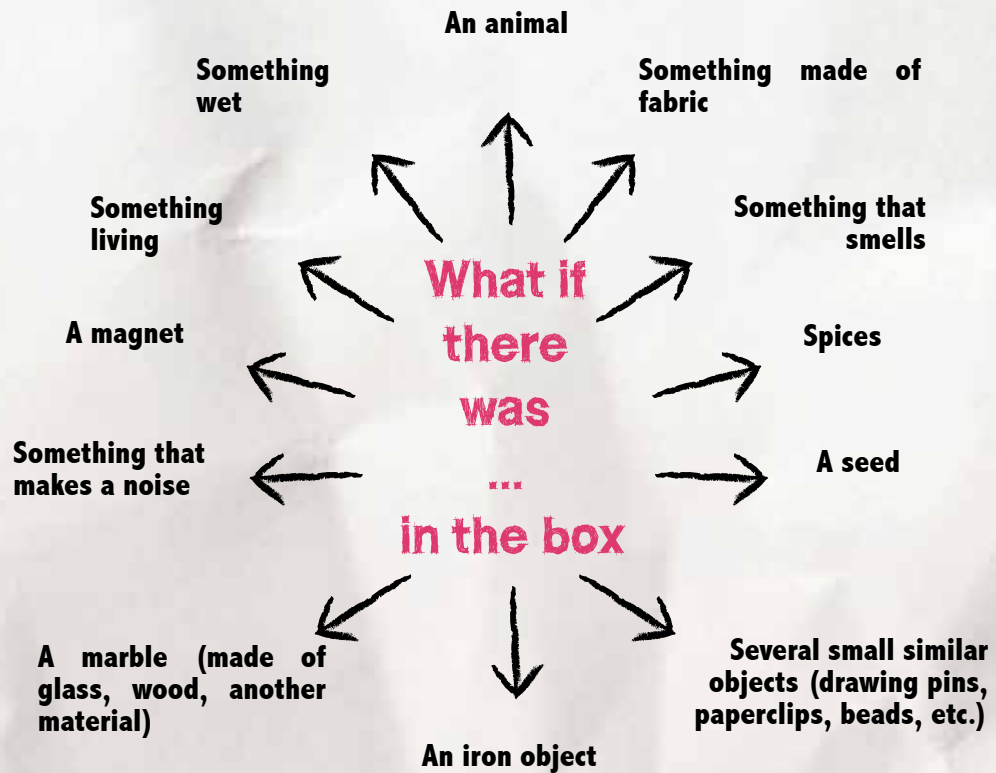 An animal
Something
wet
Something made of
fabric
Something
living
Something that
smells
What if
there
was
...
in the box
A magnet
Spices
Something that
makes a noise
A seed
A marble (made of
glass, wood, another
material)
Several small similar
objects (drawing pins,
paperclips, beads, etc.)
An iron object